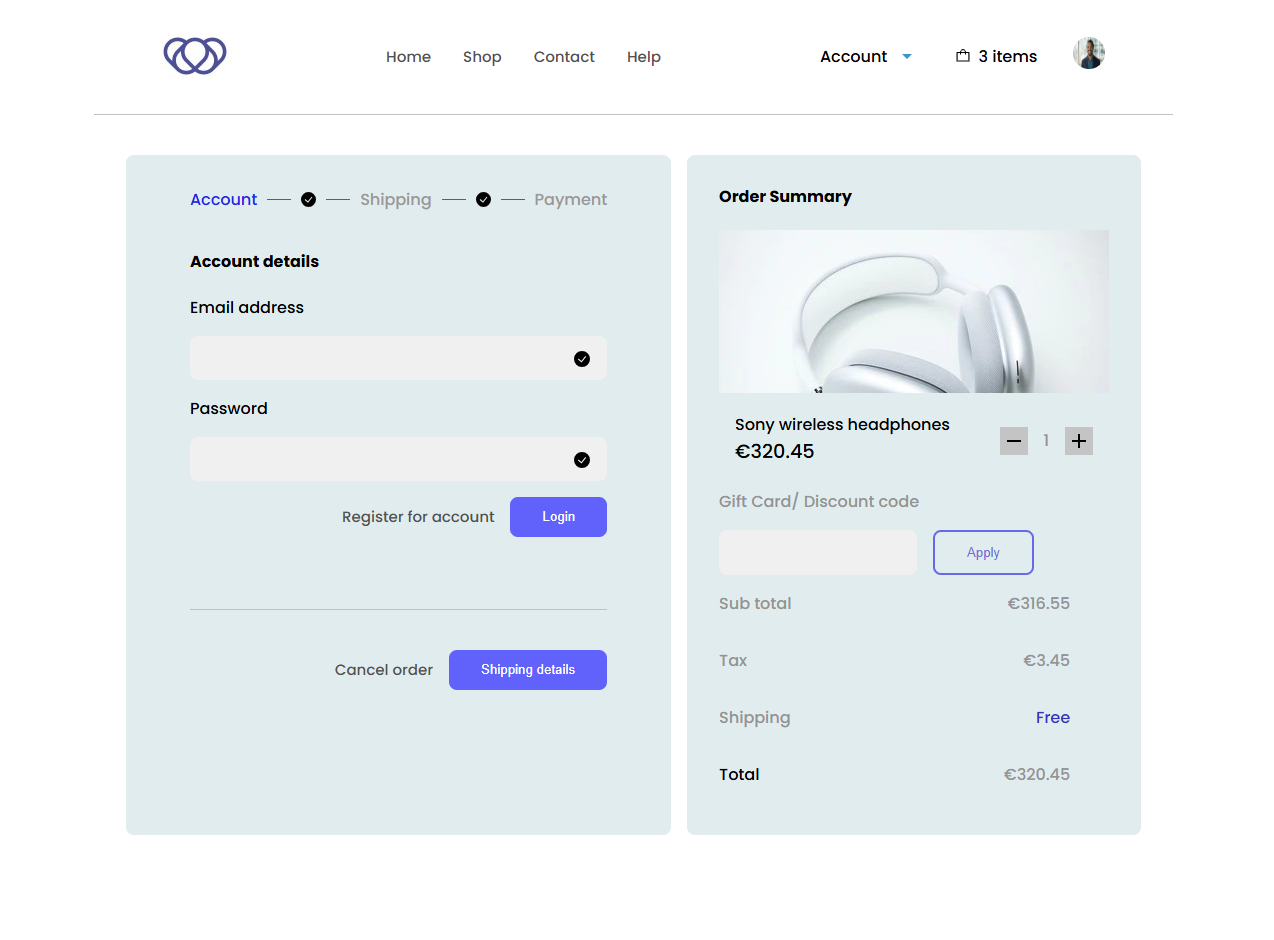 Home Shop Contact Help Account 3 items
Account Shipping Payment
Account details
Email address
Password
Register for account Login
Cancel order Shipping details
Order Summary
Sony wireless headphones
€320.45
1
Gift Card/ Discount code
Apply
Sub total €316.55
Tax €3.45
Shipping Free
Total €320.45